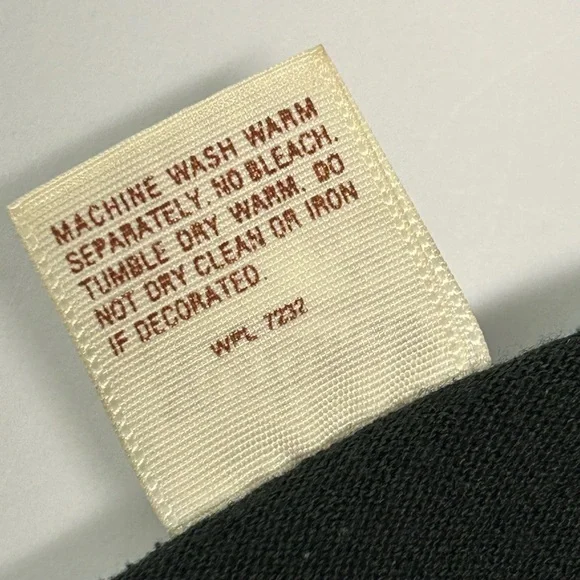 MACHINE WASH WARM
SEPARATELY. NO BLEACH.
TUMBLE DRY WARM. DO
NOT DRY CLEAN OR IRON
IF DECORATED.
WPL 7232